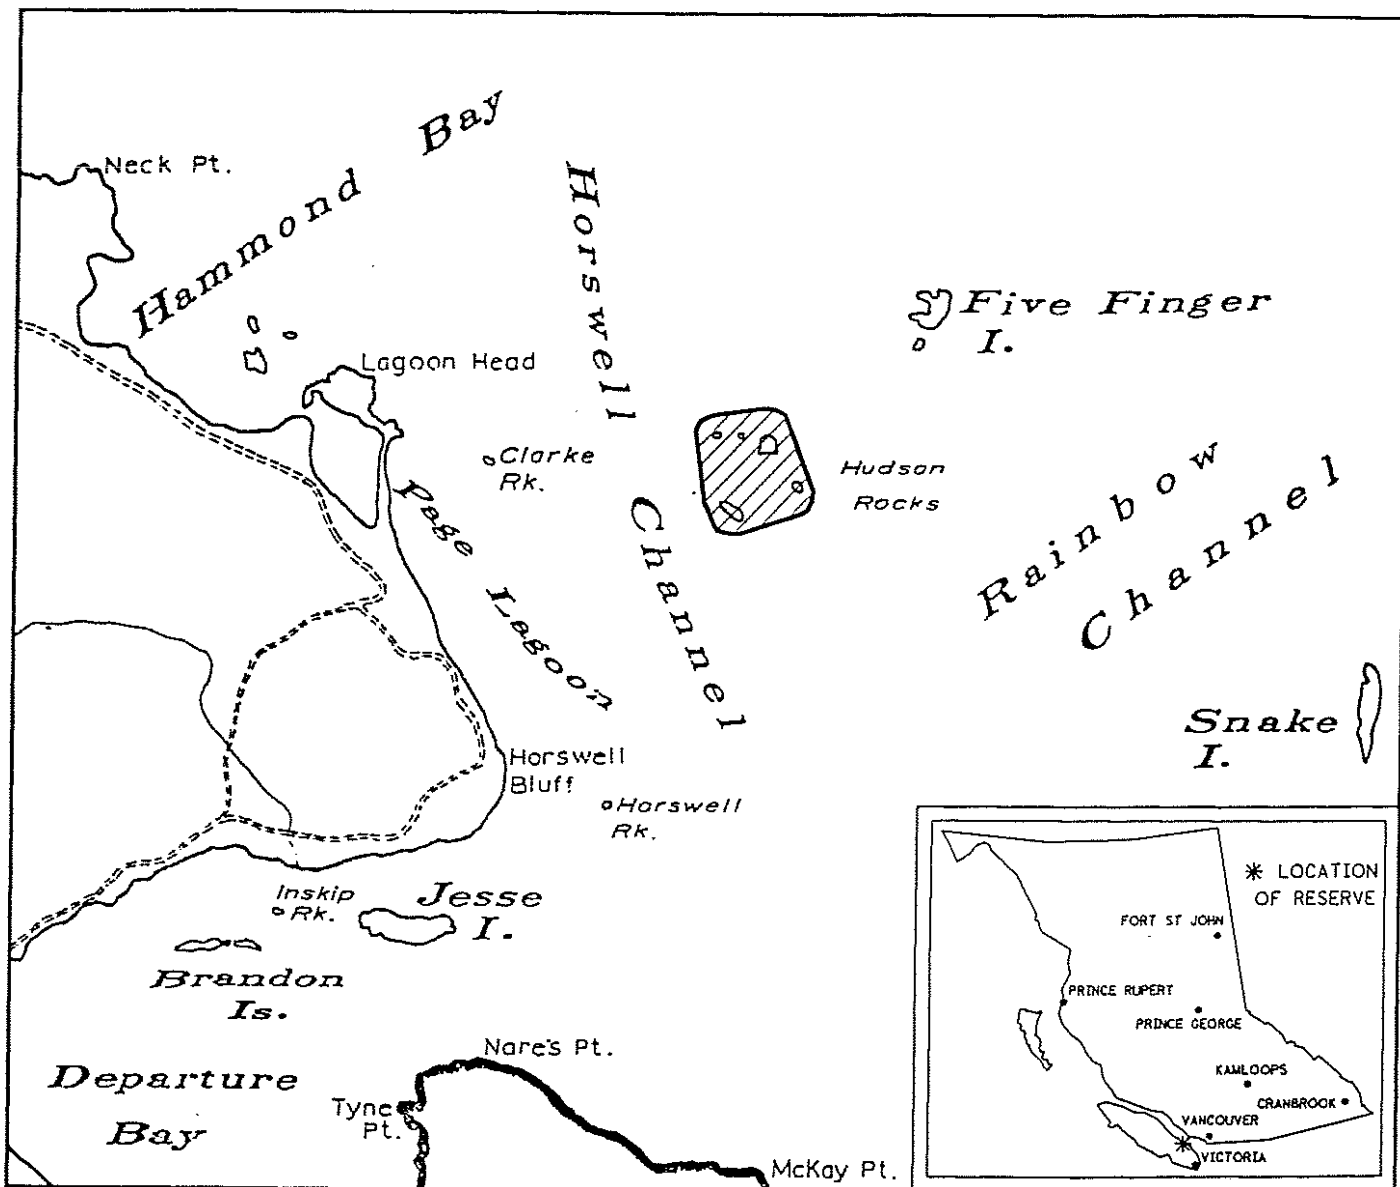 Neck Pt.
Hammond Bay
Horswell Channel
Five Finger
I.
Lagoon Head
Clarke
Rk.
Hudson
Rocks
Page Lagoon
Rainbow
Channel
Snake
I.
Horswell
Bluff
Horswell
Rk.
Inskip
Rk.
Jesse
I.
Brandon
Is.
Departure
Bay
Nare's Pt.
Tyne
Pt.
McKay Pt.
✳ LOCATION
OF RESERVE
FORT ST JOHN
PRINCE RUPERT
PRINCE GEORGE
KAMLOOPS
CRANBROOK
VANCOUVER
VICTORIA